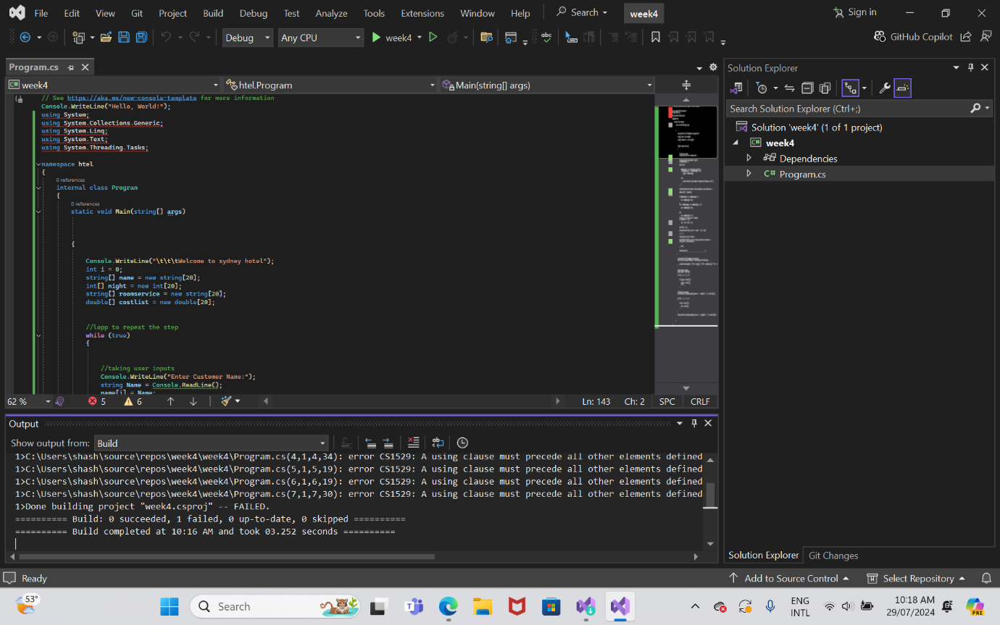 File Edit View Git Project Build Debug Test Analyze Tools Extensions Window Help Search week4 Sign in
Debug Any CPU week4 GitHub Copilot
Program.cs
week4 htel.Program Main(string[] args)
// See https://aka.ms/new-console-template for more information
Console.WriteLine("Hello, World!");
using System;
using System.Collections.Generic;
using System.Linq;
using System.Text;
using System.Threading.Tasks;
namespace htel
{
0 references
internal class Program
{
0 references
static void Main(string[] args)
{
Console.WriteLine("\t\t\tWelcome to sydney hotel");
int i = 0;
string[] name = new string[20];
int[] night = new int[20];
string[] roomservice = new string[20];
double[] costlist = new double[20];
//lopp to repeat the step
while (true)
{
//taking user inputs
Console.WriteLine("Enter Customer Name:");
string Name = Console.ReadLine();
name[i] = Name;
62 % 5 6 Ln: 143 Ch: 2 SPC CRLF
Output
Show output from: Build
1>C:\Users\shash\source\repos\week4\week4\Program.cs(4,1,4,34): error CS1529: A using clause must precede all other elements defined
1>C:\Users\shash\source\repos\week4\week4\Program.cs(5,1,5,19): error CS1529: A using clause must precede all other elements defined
1>C:\Users\shash\source\repos\week4\week4\Program.cs(6,1,6,19): error CS1529: A using clause must precede all other elements defined
1>C:\Users\shash\source\repos\week4\week4\Program.cs(7,1,7,30): error CS1529: A using clause must precede all other elements defined
1>Done building project "week4.csproj" -- FAILED.
========== Build: 0 succeeded, 1 failed, 0 up-to-date, 0 skipped ==========
========== Build completed at 10:16 AM and took 03.252 seconds ==========
Solution Explorer
Search Solution Explorer (Ctrl+;)
Solution 'week4' (1 of 1 project)
C# week4
Dependencies
C# Program.cs
Solution Explorer Git Changes
Ready Add to Source Control Select Repository
53° Search ENG INTL 10:18 AM 29/07/2024 PRE